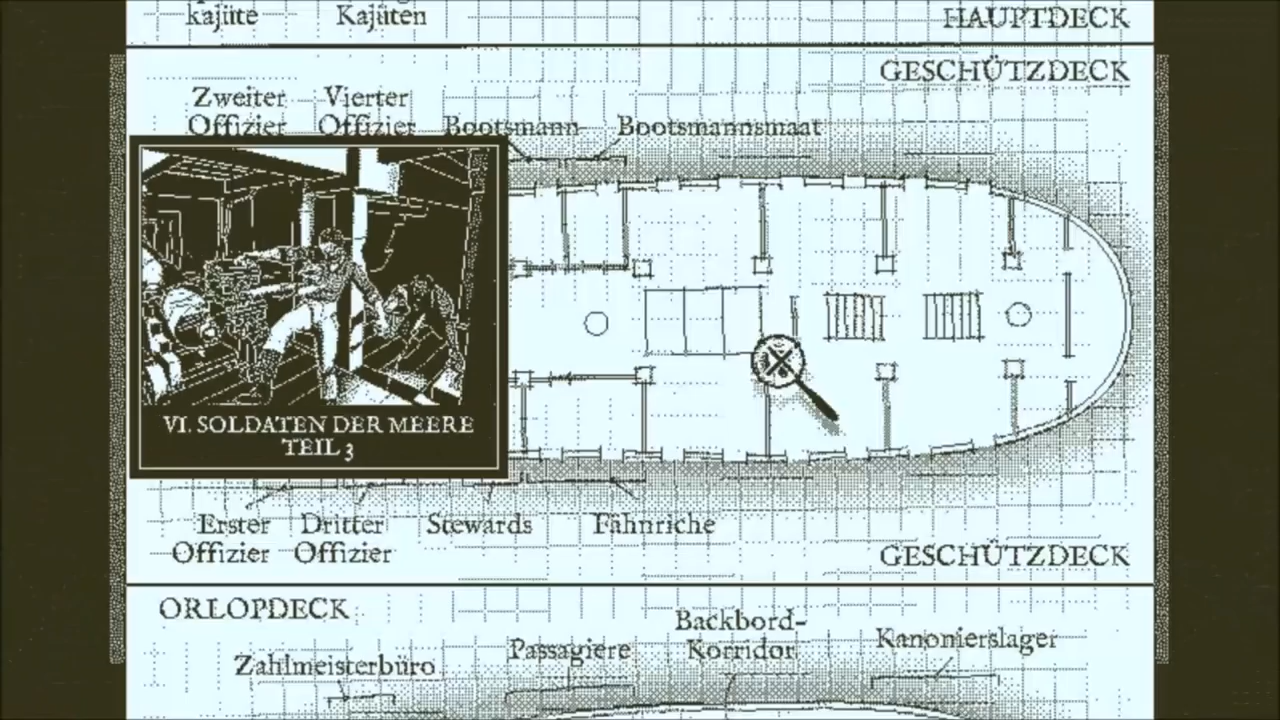 kajüte
Kajüten
HAUPTDECK
GESCHÜTZDECK
Zweiter Offizier
Vierter Offizier
Bootsmann
Bootsmannsmaat
VI. SOLDATEN DER MEERE
TEIL 3
Erster Offizier
Dritter Offizier
Stewards
Fähnriche
GESCHÜTZDECK
ORLOPDECK
Zahlmeisterbüro
Passagiere
Backbord-
Korridor
Kanonierslager